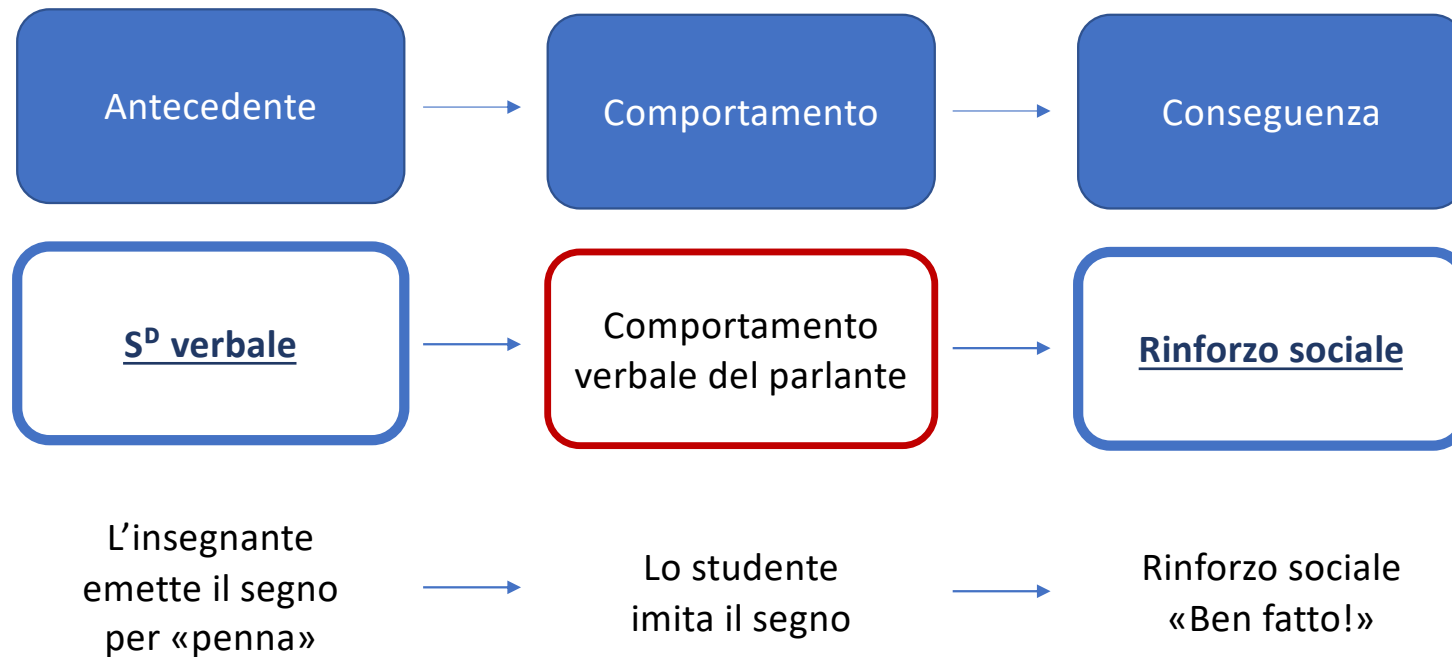 Antecedente
Comportamento
Conseguenza
Sᴰ verbale
Comportamento
verbale del parlante
Rinforzo sociale
L’insegnante
emette il segno
per «penna»
Lo studente
imita il segno
Rinforzo sociale
«Ben fatto!»